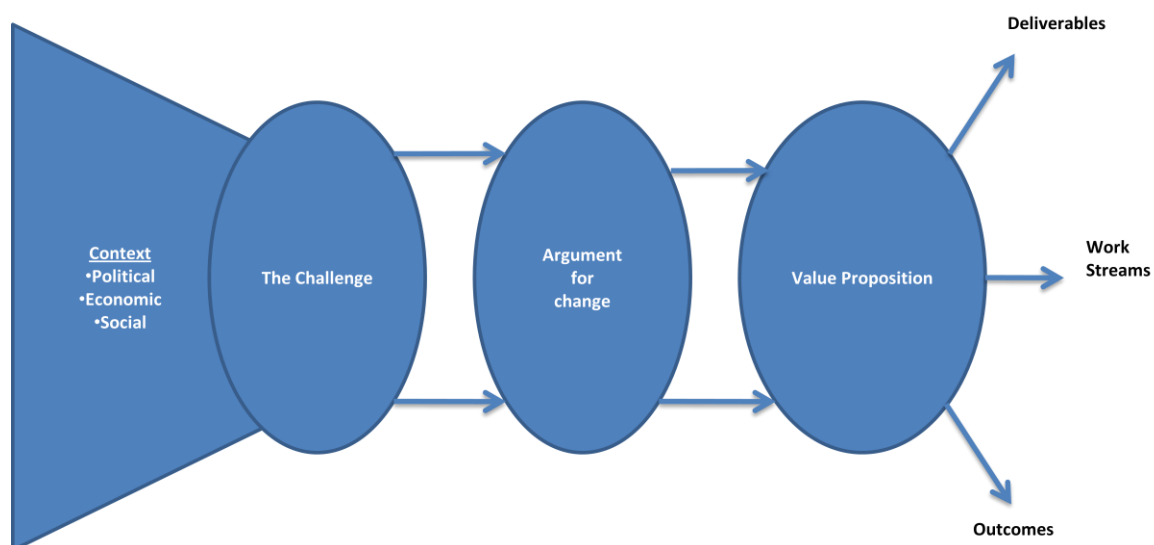 Context
•Political
•Economic
•Social
The Challenge
Argument
for
change
Value Proposition
Deliverables
Work
Streams
Outcomes